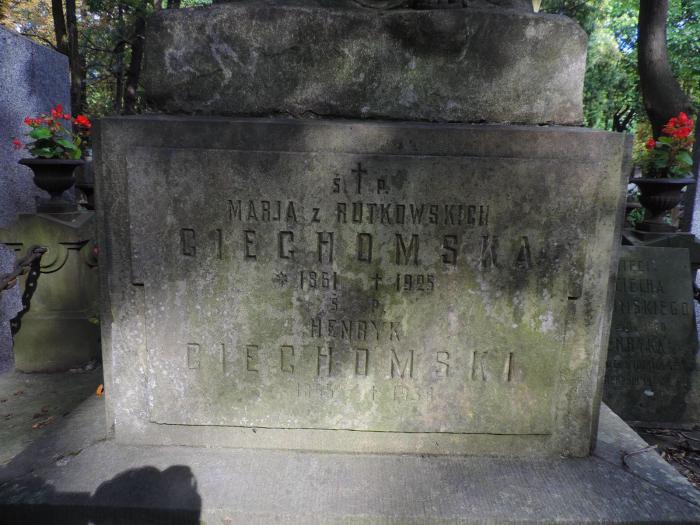 Ś. † P.
MARJA z RUTKOWSKICH
CIECHOMSKA
* 1861 † 1925
Ś. P.
HENRYK
CIECHOMSKI